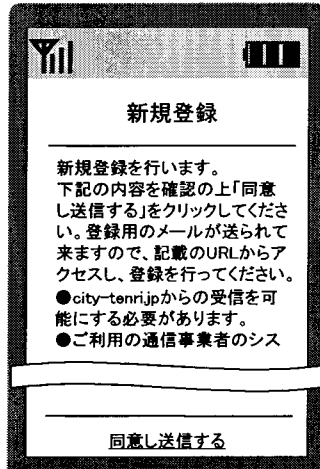 新規登録
新規登録を行います。
下記の内容を確認の上「同意
し送信する」をクリックしてくださ
い。登録用のメールが送られて
来ますので、記載のURLからア
クセスし、登録を行ってください。
●city-tenri.jpからの受信を可
能にする必要があります。
●ご利用の通信事業者のシス
同意し送信する